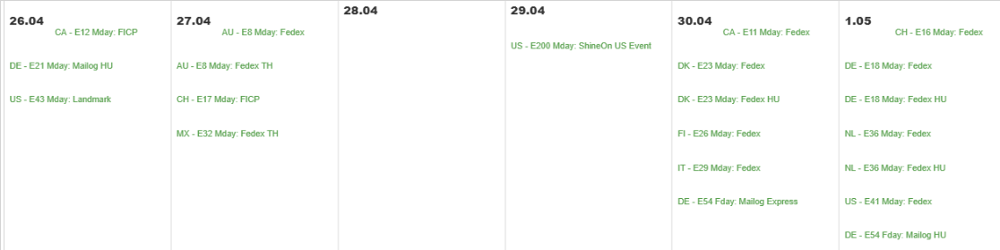 26.04
CA - E12 Mday: FICP
DE - E21 Mday: Mailog HU
US - E43 Mday: Landmark
27.04
AU - E8 Mday: Fedex
AU - E8 Mday: Fedex TH
CH - E17 Mday: FICP
MX - E32 Mday: Fedex TH
28.04
29.04
US - E200 Mday: ShineOn US Event
30.04
CA - E11 Mday: Fedex
DK - E23 Mday: Fedex
DK - E23 Mday: Fedex HU
FI - E26 Mday: Fedex
IT - E29 Mday: Fedex
DE - E54 Fday: Mailog Express
1.05
CH - E16 Mday: Fedex
DE - E18 Mday: Fedex
DE - E18 Mday: Fedex HU
NL - E36 Mday: Fedex
NL - E36 Mday: Fedex HU
US - E41 Mday: Fedex
DE - E54 Fday: Mailog HU